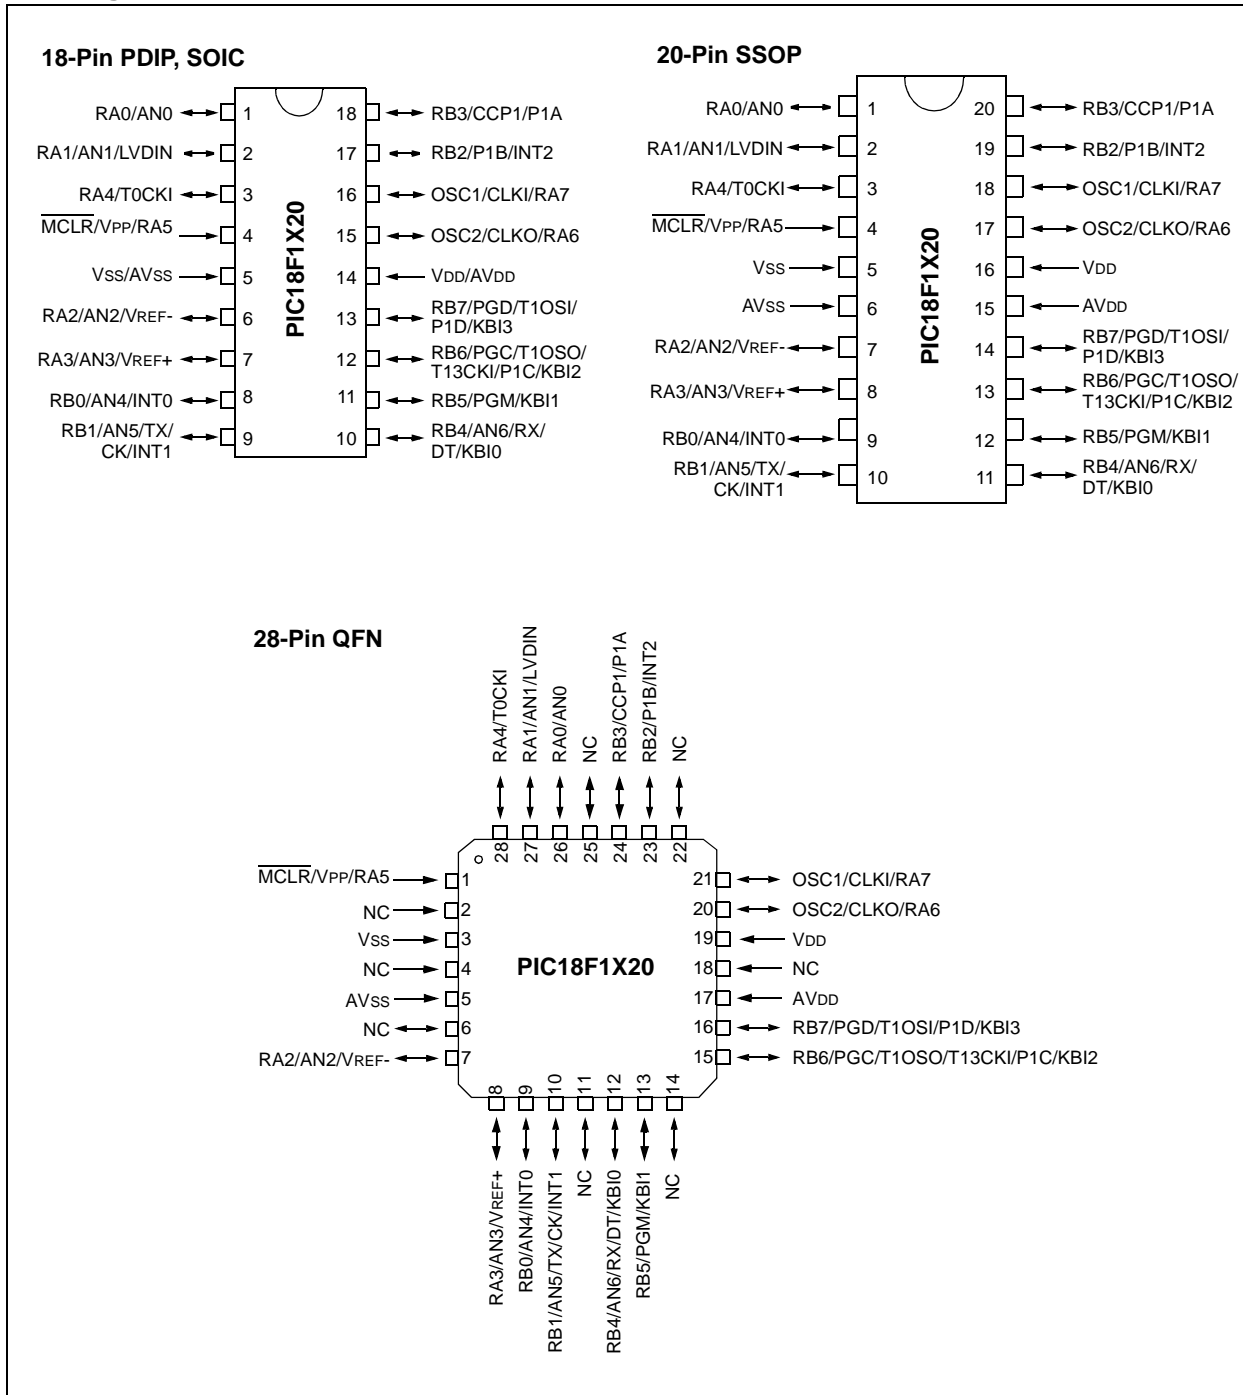 18-Pin PDIP, SOIC
RA0/AN0 1 18 RB3/CCP1/P1A
RA1/AN1/LVDIN 2 17 RB2/P1B/INT2
RA4/T0CKI 3 16 OSC1/CLKI/RA7
MCLR/VPP/RA5 4 15 OSC2/CLKO/RA6
VSS/AVSS 5 14 VDD/AVDD
RA2/AN2/VREF- 6 13 RB7/PGD/T1OSI/
P1D/KBI3
RA3/AN3/VREF+ 7 12 RB6/PGC/T1OSO/
T13CKI/P1C/KBI2
RB0/AN4/INT0 8 11 RB5/PGM/KBI1
RB1/AN5/TX/ 9 10 RB4/AN6/RX/
CK/INT1 DT/KBI0
PIC18F1X20
20-Pin SSOP
RA0/AN0 1 20 RB3/CCP1/P1A
RA1/AN1/LVDIN 2 19 RB2/P1B/INT2
RA4/T0CKI 3 18 OSC1/CLKI/RA7
MCLR/VPP/RA5 4 17 OSC2/CLKO/RA6
VSS 5 16 VDD
AVSS 6 15 AVDD
RA2/AN2/VREF- 7 14 RB7/PGD/T1OSI/
P1D/KBI3
RA3/AN3/VREF+ 8 13 RB6/PGC/T1OSO/
T13CKI/P1C/KBI2
RB0/AN4/INT0 9 12 RB5/PGM/KBI1
RB1/AN5/TX/ 10 11 RB4/AN6/RX/
CK/INT1 DT/KBI0
PIC18F1X20
28-Pin QFN
RA4/T0CKI
RA1/AN1/LVDIN
RA0/AN0
NC
RB3/CCP1/P1A
RB2/P1B/INT2
NC
28 27 26 25 24 23 22
MCLR/VPP/RA5 1 21 OSC1/CLKI/RA7
NC 2 20 OSC2/CLKO/RA6
VSS 3 19 VDD
NC 4 PIC18F1X20 18 NC
AVSS 5 17 AVDD
NC 6 16 RB7/PGD/T1OSI/P1D/KBI3
RA2/AN2/VREF- 7 15 RB6/PGC/T1OSO/T13CKI/P1C/KBI2
8 9 10 11 12 13 14
RA3/AN3/VREF+
RB0/AN4/INT0
RB1/AN5/TX/CK/INT1
NC
RB4/AN6/RX/DT/KBI0
RB5/PGM/KBI1
NC